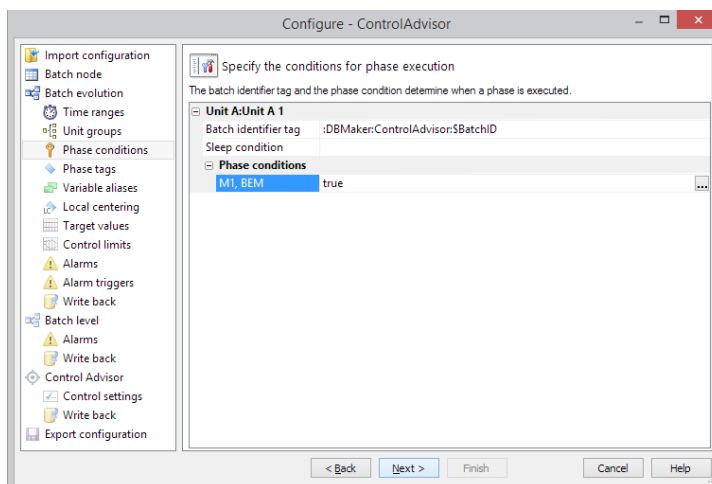 Configure - ControlAdvisor
Import configuration
Batch node
Batch evolution
Time ranges
Unit groups
Phase conditions
Phase tags
Variable aliases
Local centering
Target values
Control limits
Alarms
Alarm triggers
Write back
Batch level
Alarms
Write back
Control Advisor
Control settings
Write back
Export configuration
Specify the conditions for phase execution
The batch identifier tag and the phase condition determine when a phase is executed.
Unit A:Unit A 1
Batch identifier tag :DBMaker:ControlAdvisor:$BatchID
Sleep condition
Phase conditions
M1, BEM true ...
< Back Next > Finish Cancel Help